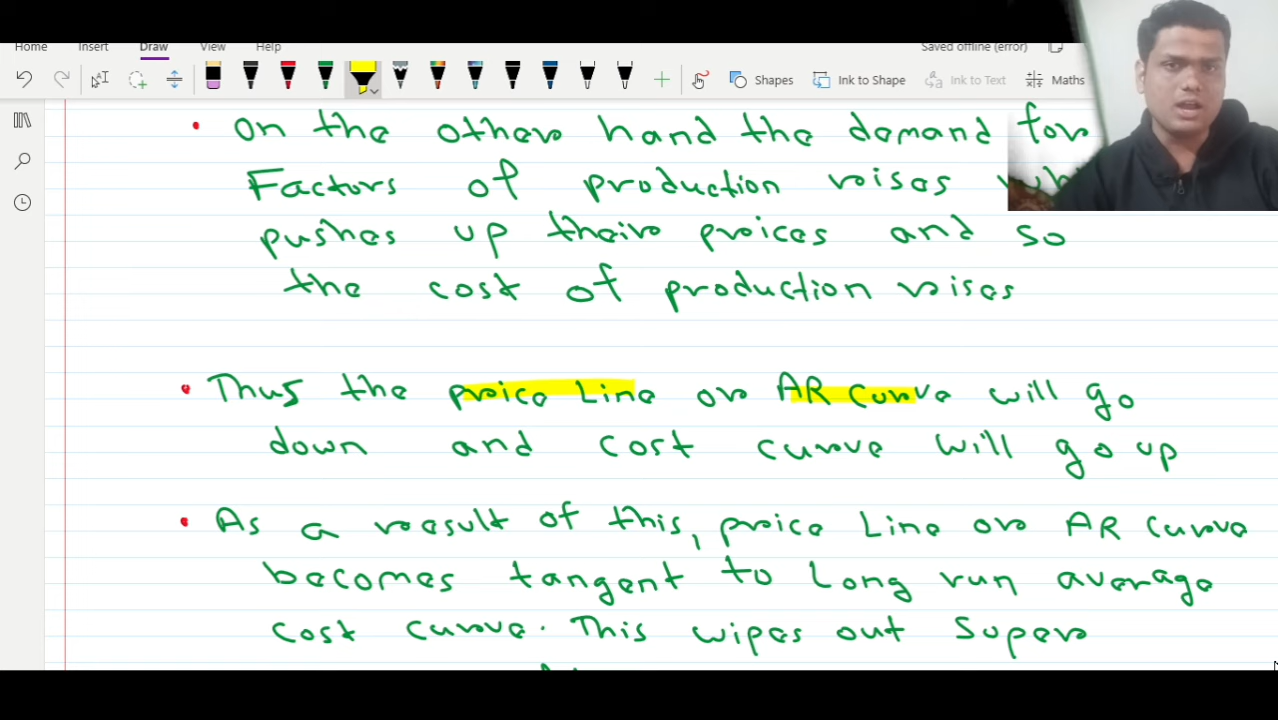 Home Insert Draw View Help Saved offline (error)
Shapes Ink to Shape Ink to Text Maths
• On the other hand the demand for
Factors of production raises
pushes up their prices and so
the cost of production raises
• Thus the price Line or AR curve will go
down and cost curve will go up
• As a result of this, price Line or AR curve
becomes tangent to Long run average
cost curve. This wipes out Super